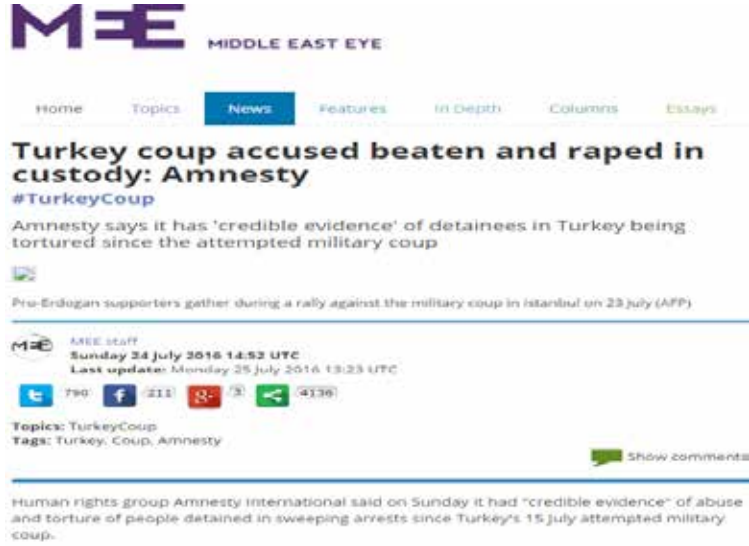 MEE MIDDLE EAST EYE
Home Topics News Features In Depth Columns Essays
Turkey coup accused beaten and raped in
custody: Amnesty
#TurkeyCoup
Amnesty says it has 'credible evidence' of detainees in Turkey being
tortured since the attempted military coup
Pro-Erdogan supporters gather during a rally against the military coup in Istanbul on 23 July (AFP)
MEE MEE staff
Sunday 24 July 2016 14:52 UTC
Last update: Monday 25 July 2016 13:23 UTC
790 211 3 4136
Topics: TurkeyCoup
Tags: Turkey, Coup, Amnesty
Show comments
Human rights group Amnesty International said on Sunday it had "credible evidence" of abuse
and torture of people detained in sweeping arrests since Turkey's 15 July attempted military
coup.